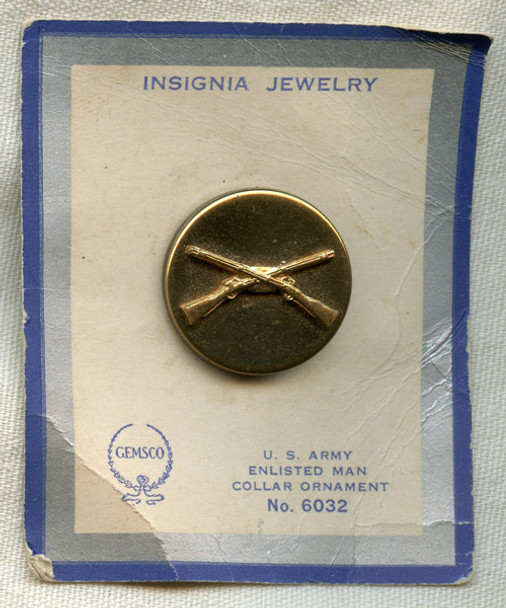 INSIGNIA JEWELRY
GEMSCO
U. S. ARMY
ENLISTED MAN
COLLAR ORNAMENT
No. 6032